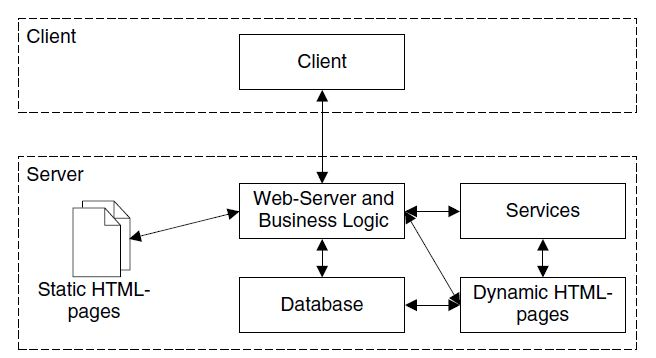 Client
Client
Server
Web-Server and
Business Logic
Services
Static HTML-
pages
Database
Dynamic HTML-
pages